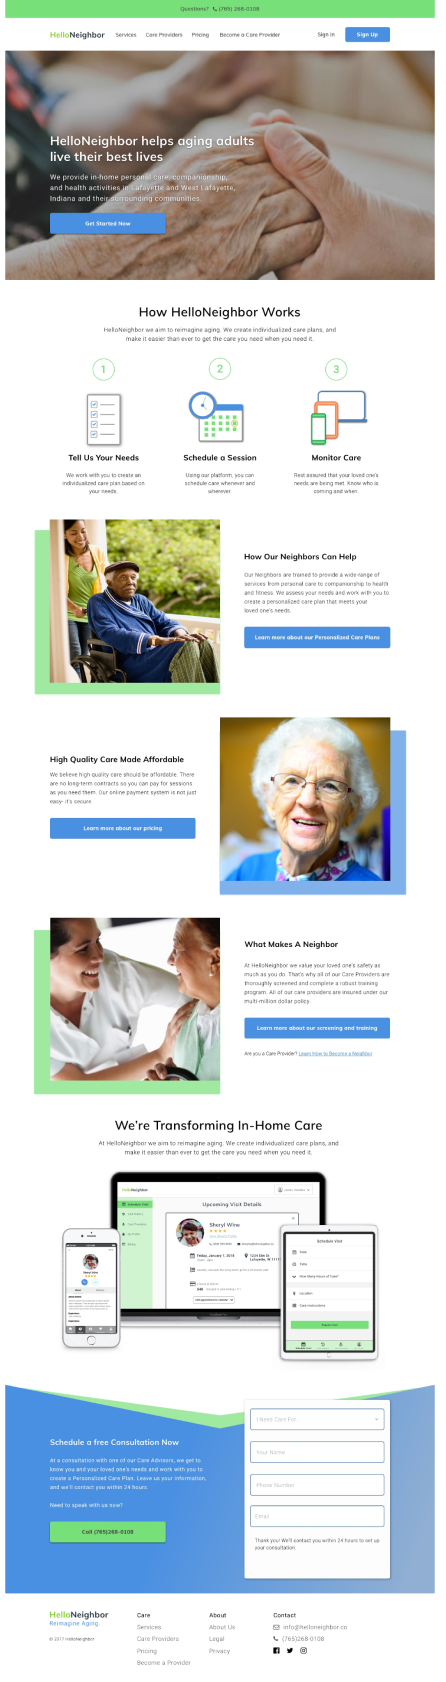 Questions? (765) 268-0108
HelloNeighbor Services Care Providers Pricing Become a Care Provider Sign In Sign Up
HelloNeighbor helps aging adults
live their best lives
We provide in-home personal care, companionship,
and health activities in Lafayette and West Lafayette,
Indiana and their surrounding communities.
Get Started Now
How HelloNeighbor Works
HelloNeighbor we aim to reimagine aging. We create individualized care plans, and
make it easier than ever to get the care you need when you need it.
1 2 3
Tell Us Your Needs
We work with you to create an
individualized care plan based on
your needs.
Schedule a Session
Using our platform, you can
schedule care whenever and
wherever.
Monitor Care
Rest assured that your loved one's
needs are being met. Know who is
coming and when.
How Our Neighbors Can Help
Our Neighbors are trained to provide a wide-range of
services from personal care to companionship to health
and fitness. We assess your needs and work with you to
create a personalized care plan that meets your
loved one's needs.
Learn more about our Personalized Care Plans
High Quality Care Made Affordable
We believe high quality care should be affordable. There
are no long-term contracts so you can pay for sessions
as you need them. Our online payment system is not just
easy- it's secure.
Learn more about our pricing
What Makes A Neighbor
At HelloNeighbor we value your loved one's safety as
much as you do. That's why all of our Care Providers are
thoroughly screened and complete a robust training
program. All of our care providers are insured under our
multi-million dollar policy.
Learn more about our screening and training
Are you a Care Provider? Learn How to Become a Neighbor
We're Transforming In-Home Care
At HelloNeighbor we aim to reimagine aging. We create individualized care plans, and
make it easier than ever to get the care you need when you need it.
HelloNeighbor
Upcoming Visit Details
Sheryl Wine
Friday, January 1, 2018
1224 Elm St
Schedule Visit
Date
Time
How Many Hours of Care?
Location
Care Instructions
Schedule a free Consultation Now
At a consultation with one of our Care Advisors, we get to
know you and your loved one's needs and work with you to
create a Personalized Care Plan. Leave us your information,
and we'll contact you within 24 hours.
Need to speak with us now?
Call (765)268-0108
I Need Care For...
Your Name
Phone Number
Email
Thank you! We'll contact you within 24 hours to set up
your consultation.
HelloNeighbor
Reimagine Aging.
© 2017 HelloNeighbor
Care
Services
Care Providers
Pricing
Become a Provider
About
About Us
Legal
Privacy
Contact
info@helloneighbor.co
(765)268-0108